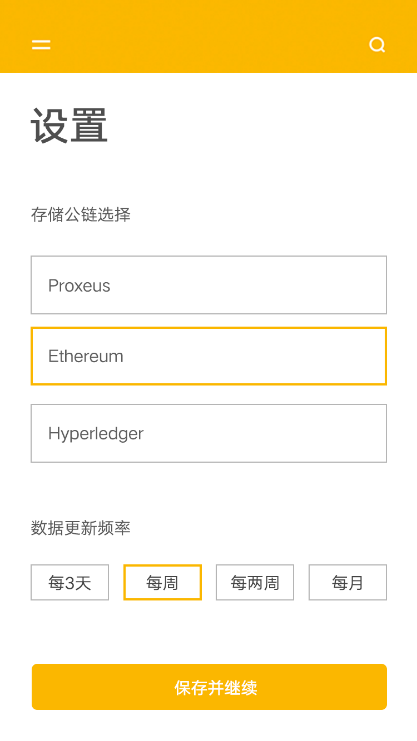 设置
存储公链选择
Proxeus
Ethereum
Hyperledger
数据更新频率
每3天 每周 每两周 每月
保存并继续